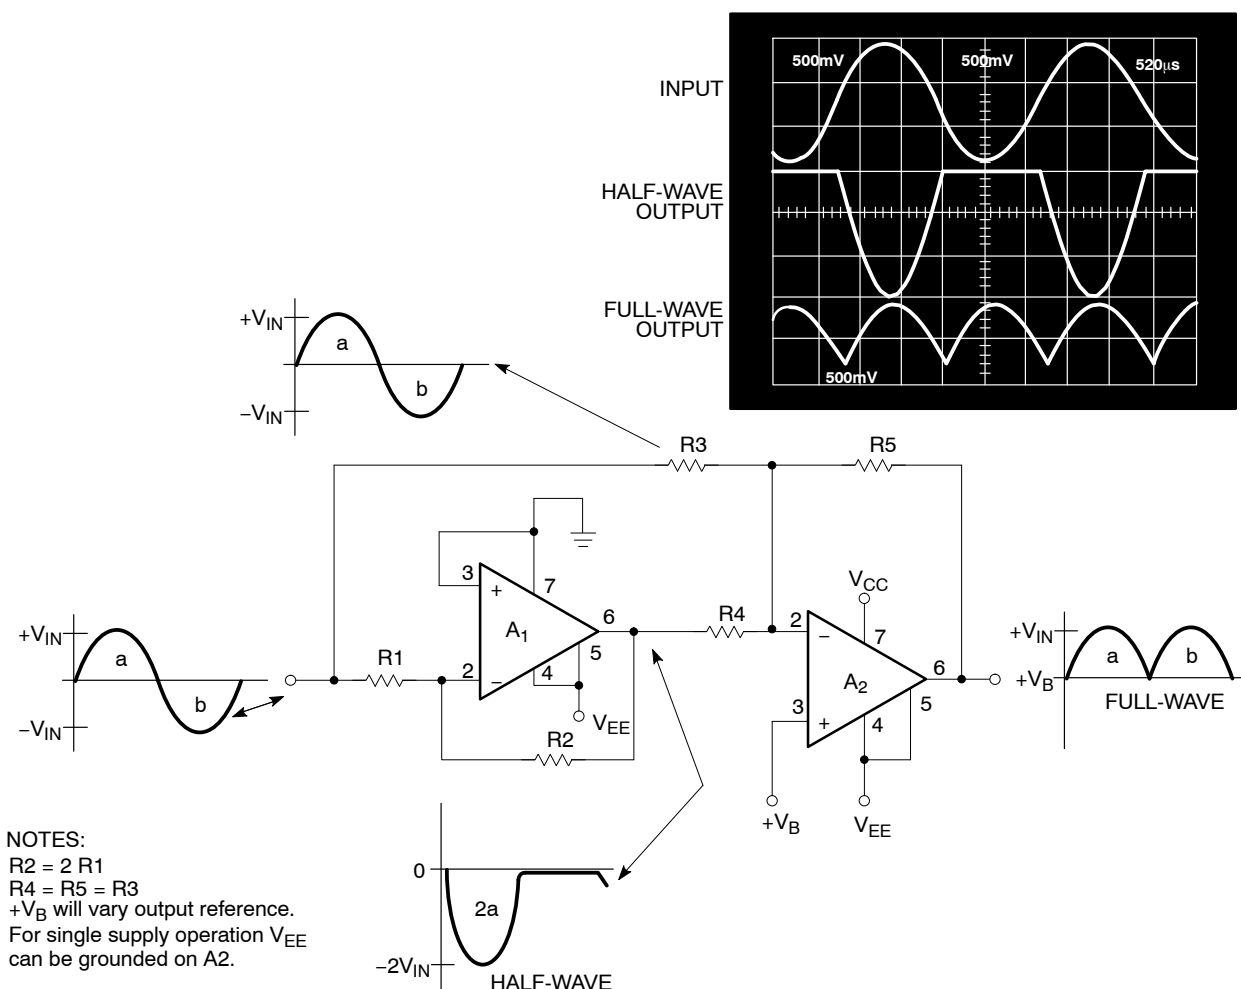 500mV 500mV 520μs
INPUT
HALF-WAVE
OUTPUT
FULL-WAVE
OUTPUT
500mV
+VIN
a
b
−VIN
R3 R5
3 + 7
A1 6
2 − 4 5
VEE
R1
R2
R4
+VIN
a
b
−VIN
VCC
2 − 7
A2 6
3 + 4 5
+VB VEE
+VIN
a b
+VB
FULL-WAVE
0
2a
−2VIN
HALF-WAVE
NOTES:
R2 = 2 R1
R4 = R5 = R3
+VB will vary output reference.
For single supply operation VEE
can be grounded on A2.